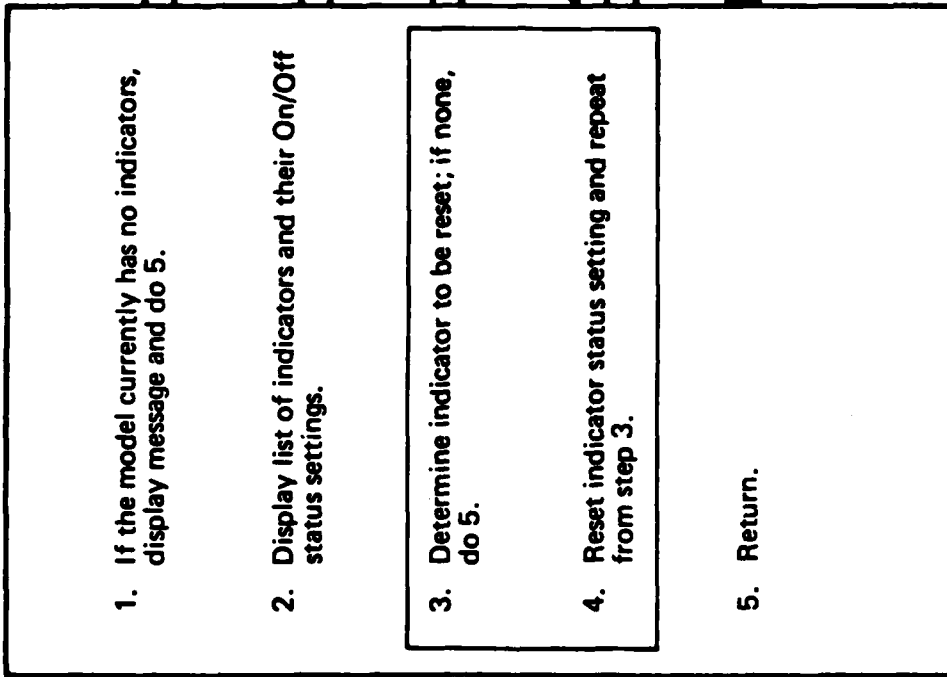 1. If the model currently has no indicators,
display message and do 5.
2. Display list of indicators and their On/Off
status settings.
3. Determine indicator to be reset; if none,
do 5.
4. Reset indicator status setting and repeat
from step 3.
5. Return.